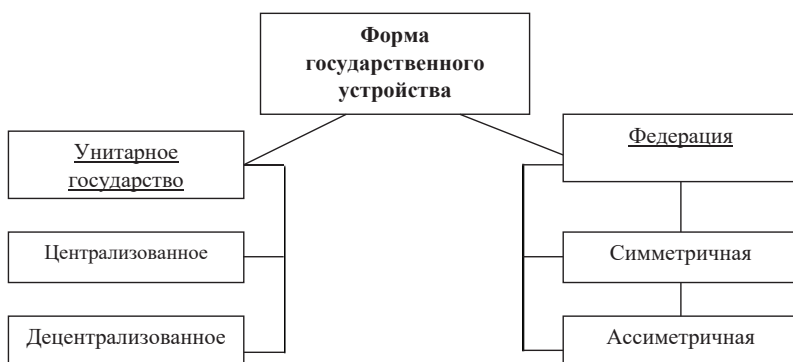 Форма
государственного
устройства
Унитарное
государство
Федерация
Централизованное
Симметричная
Децентрализованное
Ассиметричная